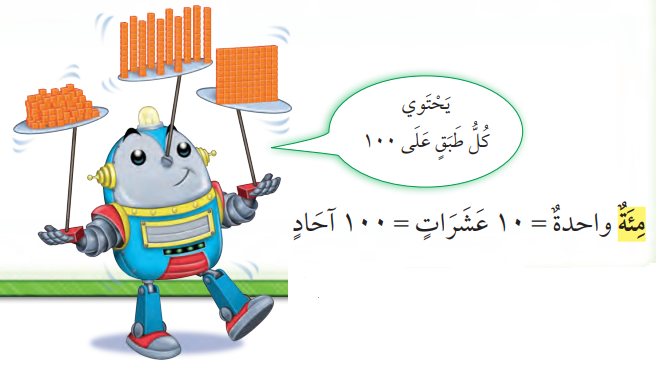 يَحْتَوي
كُلُّ طَبَقٍ عَلَى ١٠٠
مِئَةٌ واحدةٌ = ١٠ عَشَرَاتٍ = ١٠٠ آحَادٍ